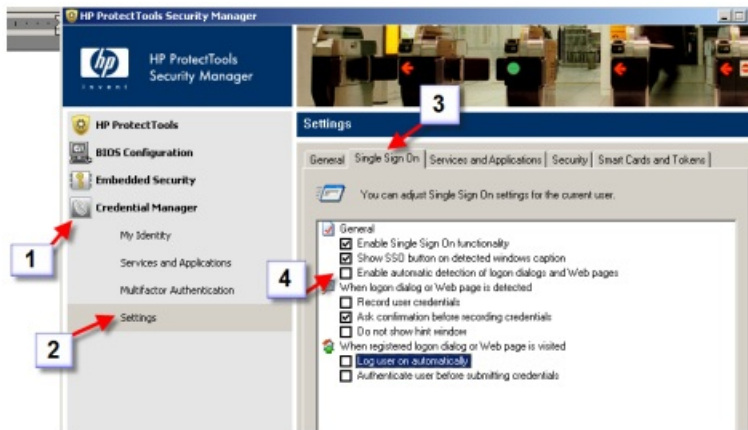 HP ProtectTools Security Manager
hp
invent
HP ProtectTools
Security Manager
3
HP ProtectTools
BIOS Configuration
Embedded Security
Credential Manager
1
My Identity
Services and Applications
Multifactor Authentication
Settings
2
Settings
General Single Sign On Services and Applications Security Smart Cards and Tokens
You can adjust Single Sign On settings for the current user.
General
Enable Single Sign On functionality
Show SSO button on detected windows caption
4
Enable automatic detection of logon dialogs and Web pages
When logon dialog or Web page is detected
Record user credentials
Ask confirmation before recording credentials
Do not show hint window
When registered logon dialog or Web page is visited
Log user on automatically
Authenticate user before submitting credentials